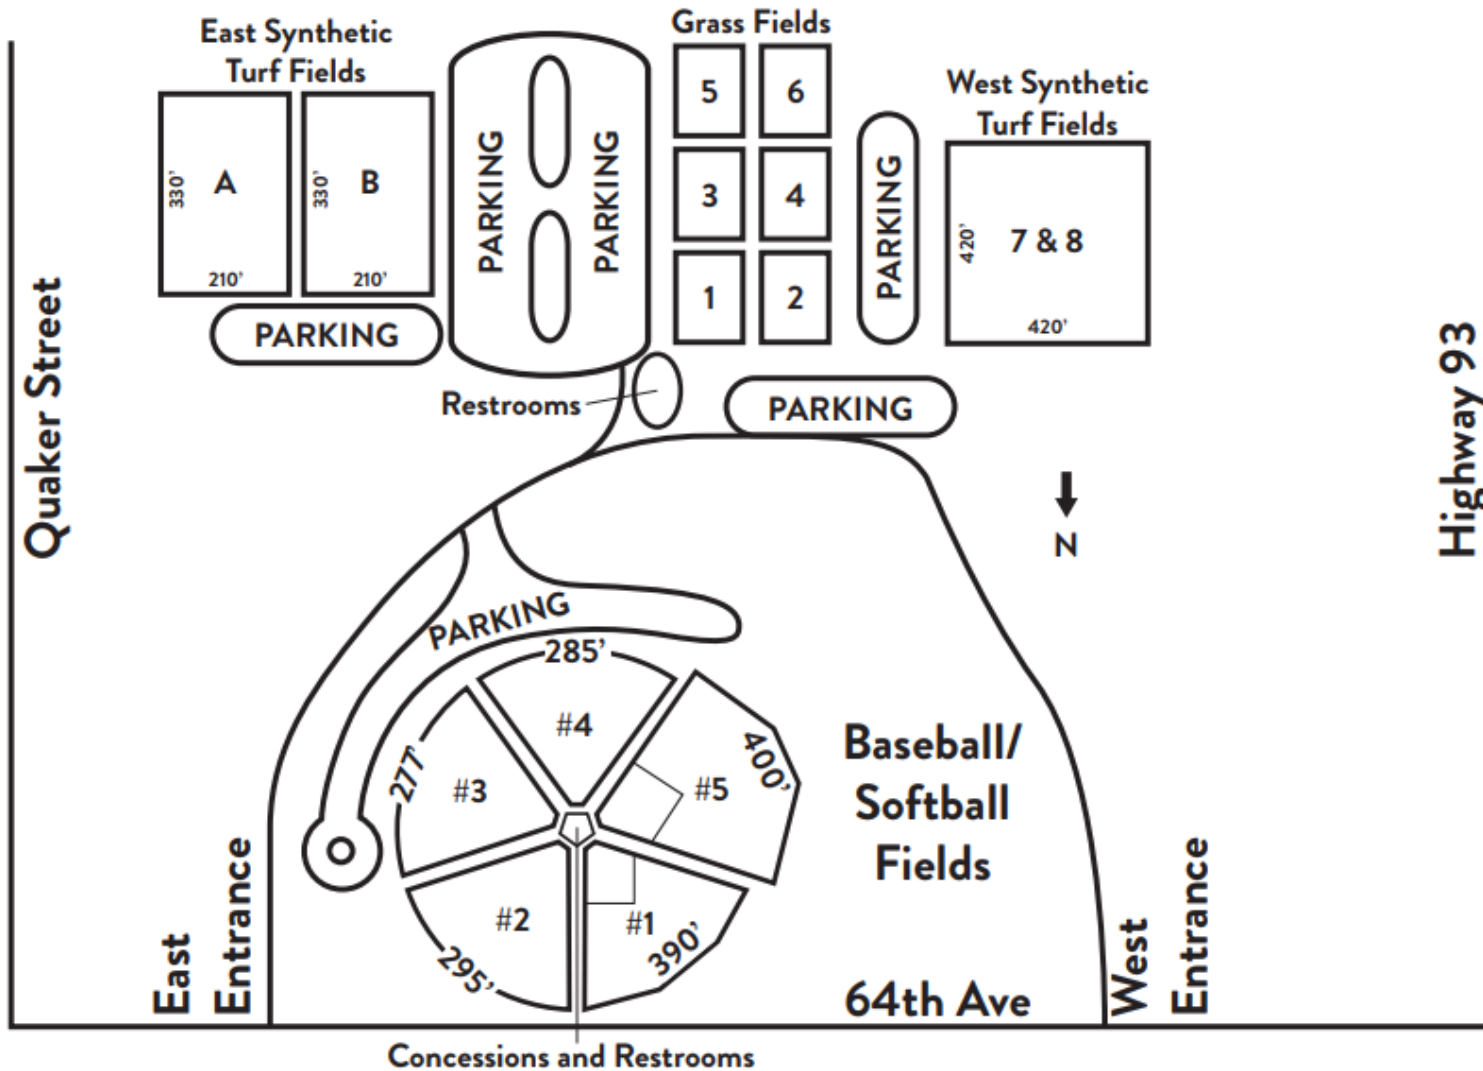 East Synthetic
Turf Fields
Grass Fields
West Synthetic
Turf Fields
330’
A
210’
330’
B
210’
PARKING
PARKING
PARKING
5
6
3
4
1
2
PARKING
420’
7 & 8
420’
Restrooms
PARKING
Quaker Street
Highway 93
N
PARKING
285’
#4
277’
#3
#5
400’
#2
295’
#1
390’
Baseball/
Softball
Fields
East
Entrance
64th Ave
West
Entrance
Concessions and Restrooms